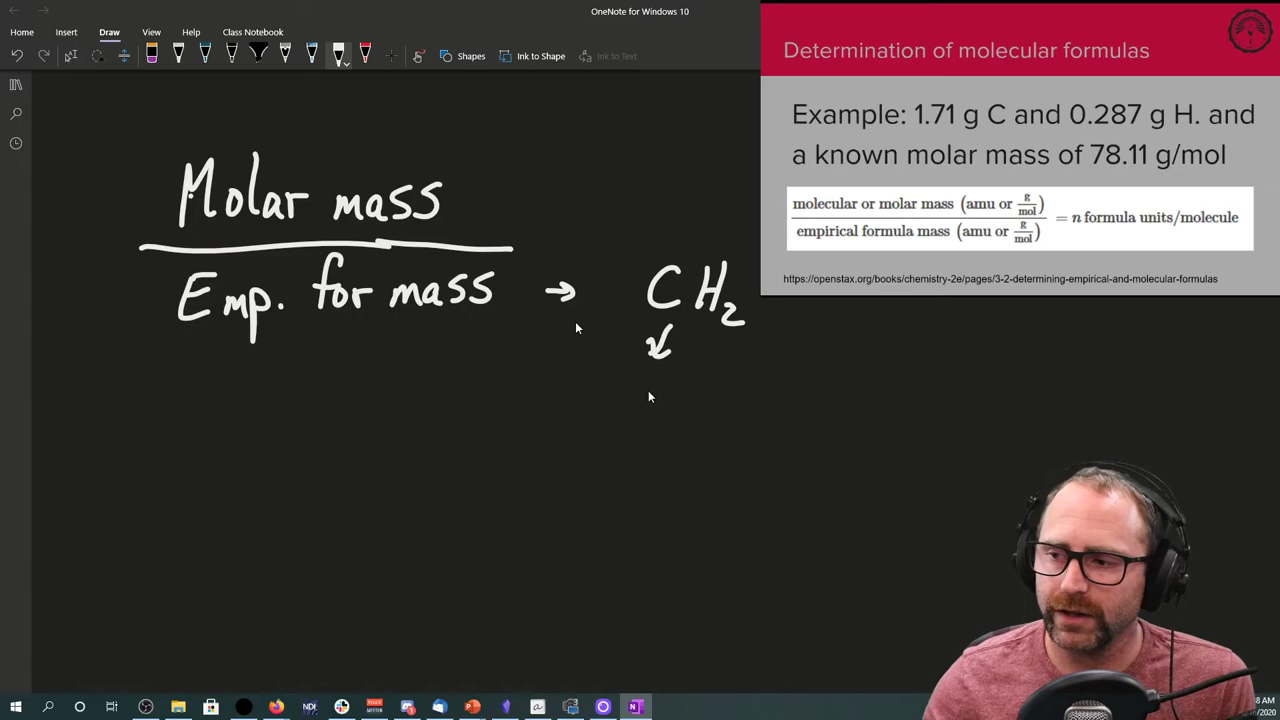 OneNote for Windows 10
Home Insert Draw View Help Class Notebook
Shapes Ink to Shape Ink to Text
Determination of molecular formulas
Example: 1.71 g C and 0.287 g H. and
a known molar mass of 78.11 g/mol
molecular or molar mass (amu or g/mol)
empirical formula mass (amu or g/mol)
= n formula units/molecule
https://openstax.org/books/chemistry-2e/pages/3-2-determining-empirical-and-molecular-formulas
Molar mass
Emp. for mass → CH₂